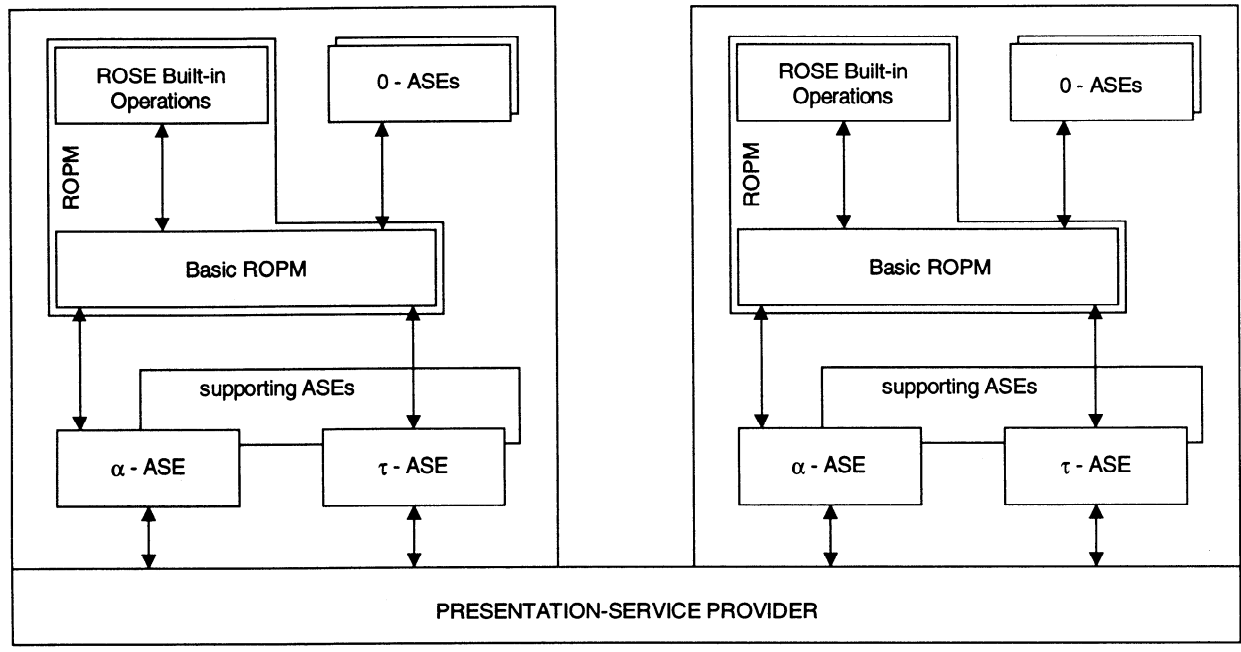 ROSE Built-in
Operations
0 - ASEs
ROPM
Basic ROPM
supporting ASEs
α - ASE
τ - ASE
ROSE Built-in
Operations
0 - ASEs
ROPM
Basic ROPM
supporting ASEs
α - ASE
τ - ASE
PRESENTATION-SERVICE PROVIDER